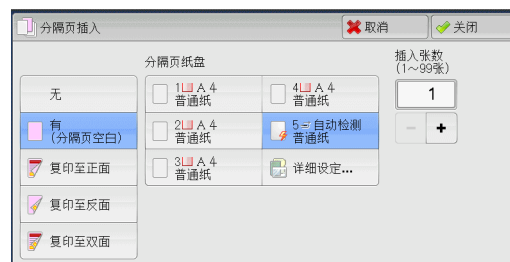 分隔页插入
取消
关闭
分隔页纸盘
插入张数
(1～99张)
无
有
(分隔页空白)
复印至正面
复印至反面
复印至双面
1 A 4
普通纸
2 A 4
普通纸
3 A 4
普通纸
4 A 4
普通纸
5 自动检测
普通纸
详细设定...
1
− +